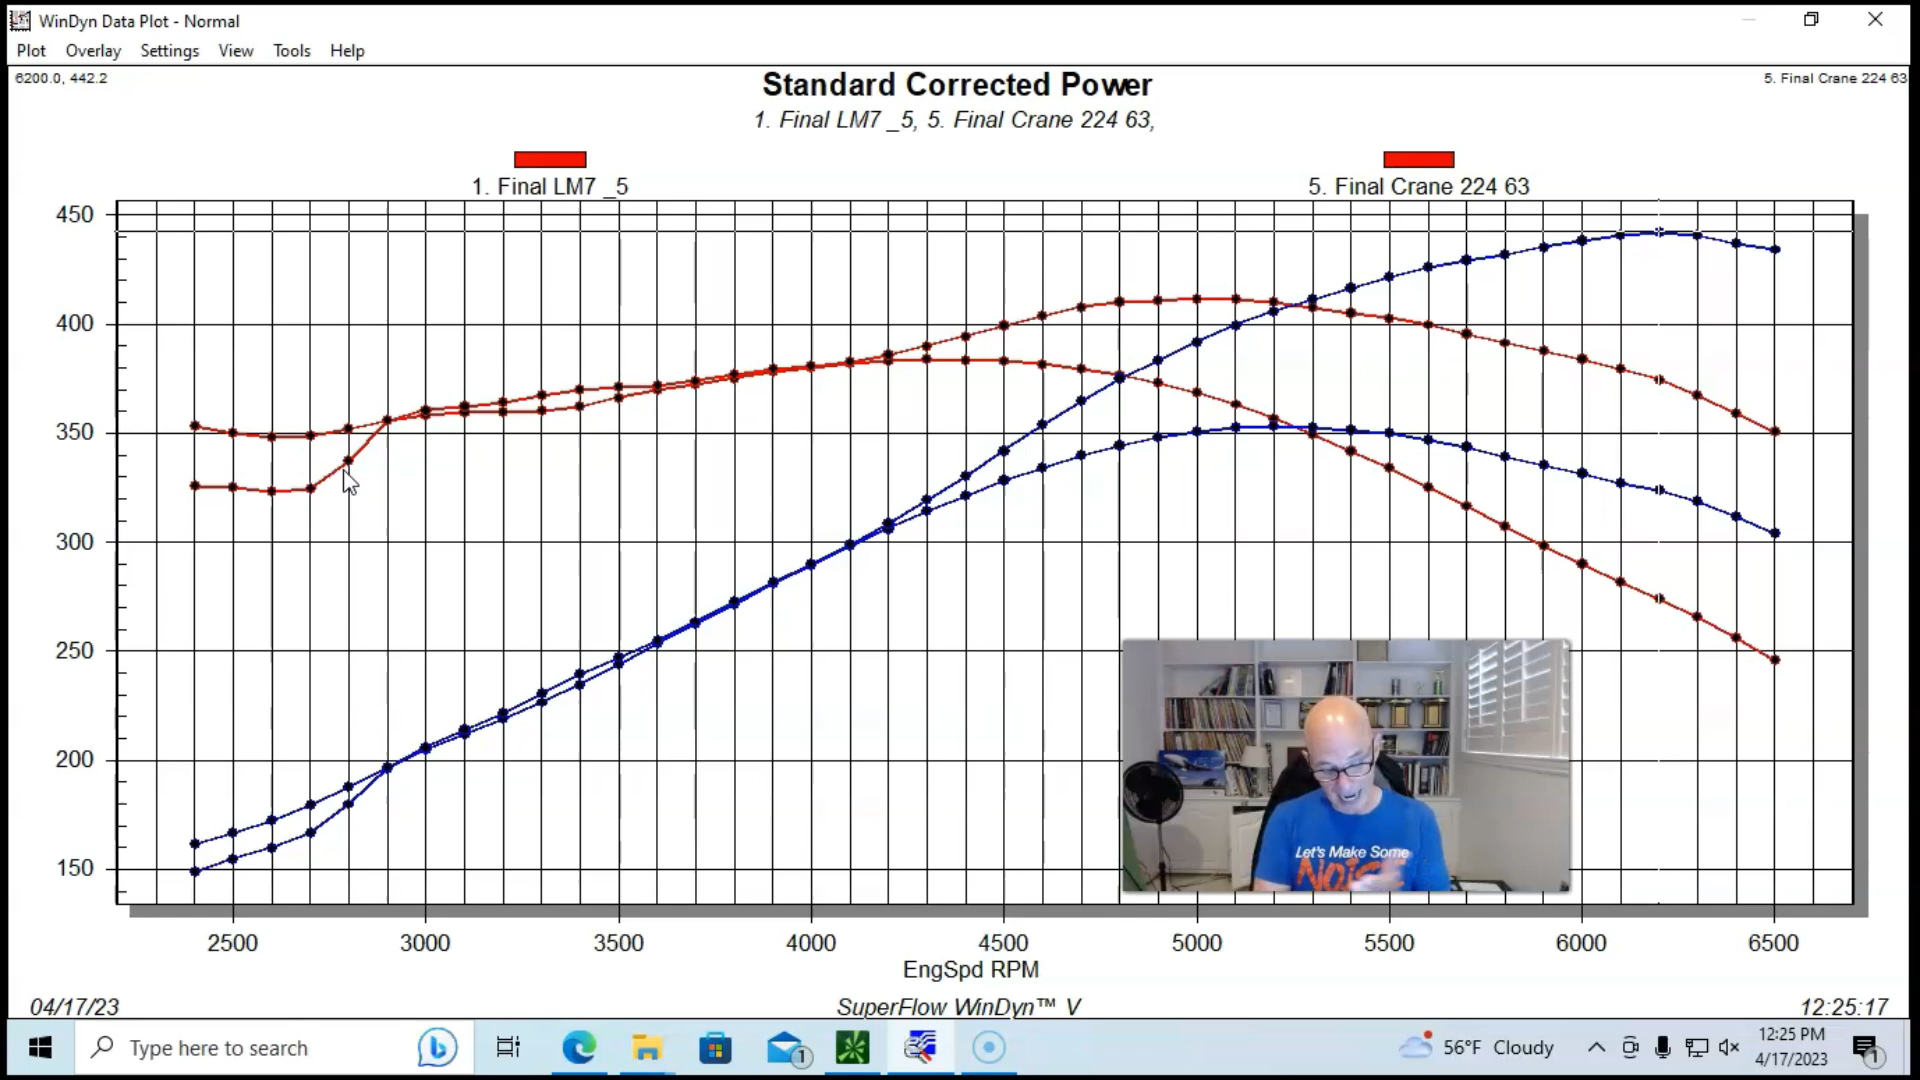 WinDyn Data Plot - Normal
Plot Overlay Settings View Tools Help
6200.0, 442.2
5. Final Crane 224 63
Standard Corrected Power
1. Final LM7 _5, 5. Final Crane 224 63,
1. Final LM7 _5
5. Final Crane 224 63
450
400
350
300
250
200
150
2500 3000 3500 4000 4500 5000 5500 6000 6500
EngSpd RPM
Let's Make Some
NOISE
04/17/23
SuperFlow WinDyn™ V
12:25:17
Type here to search
1
56°F Cloudy
12:25 PM
4/17/2023
1